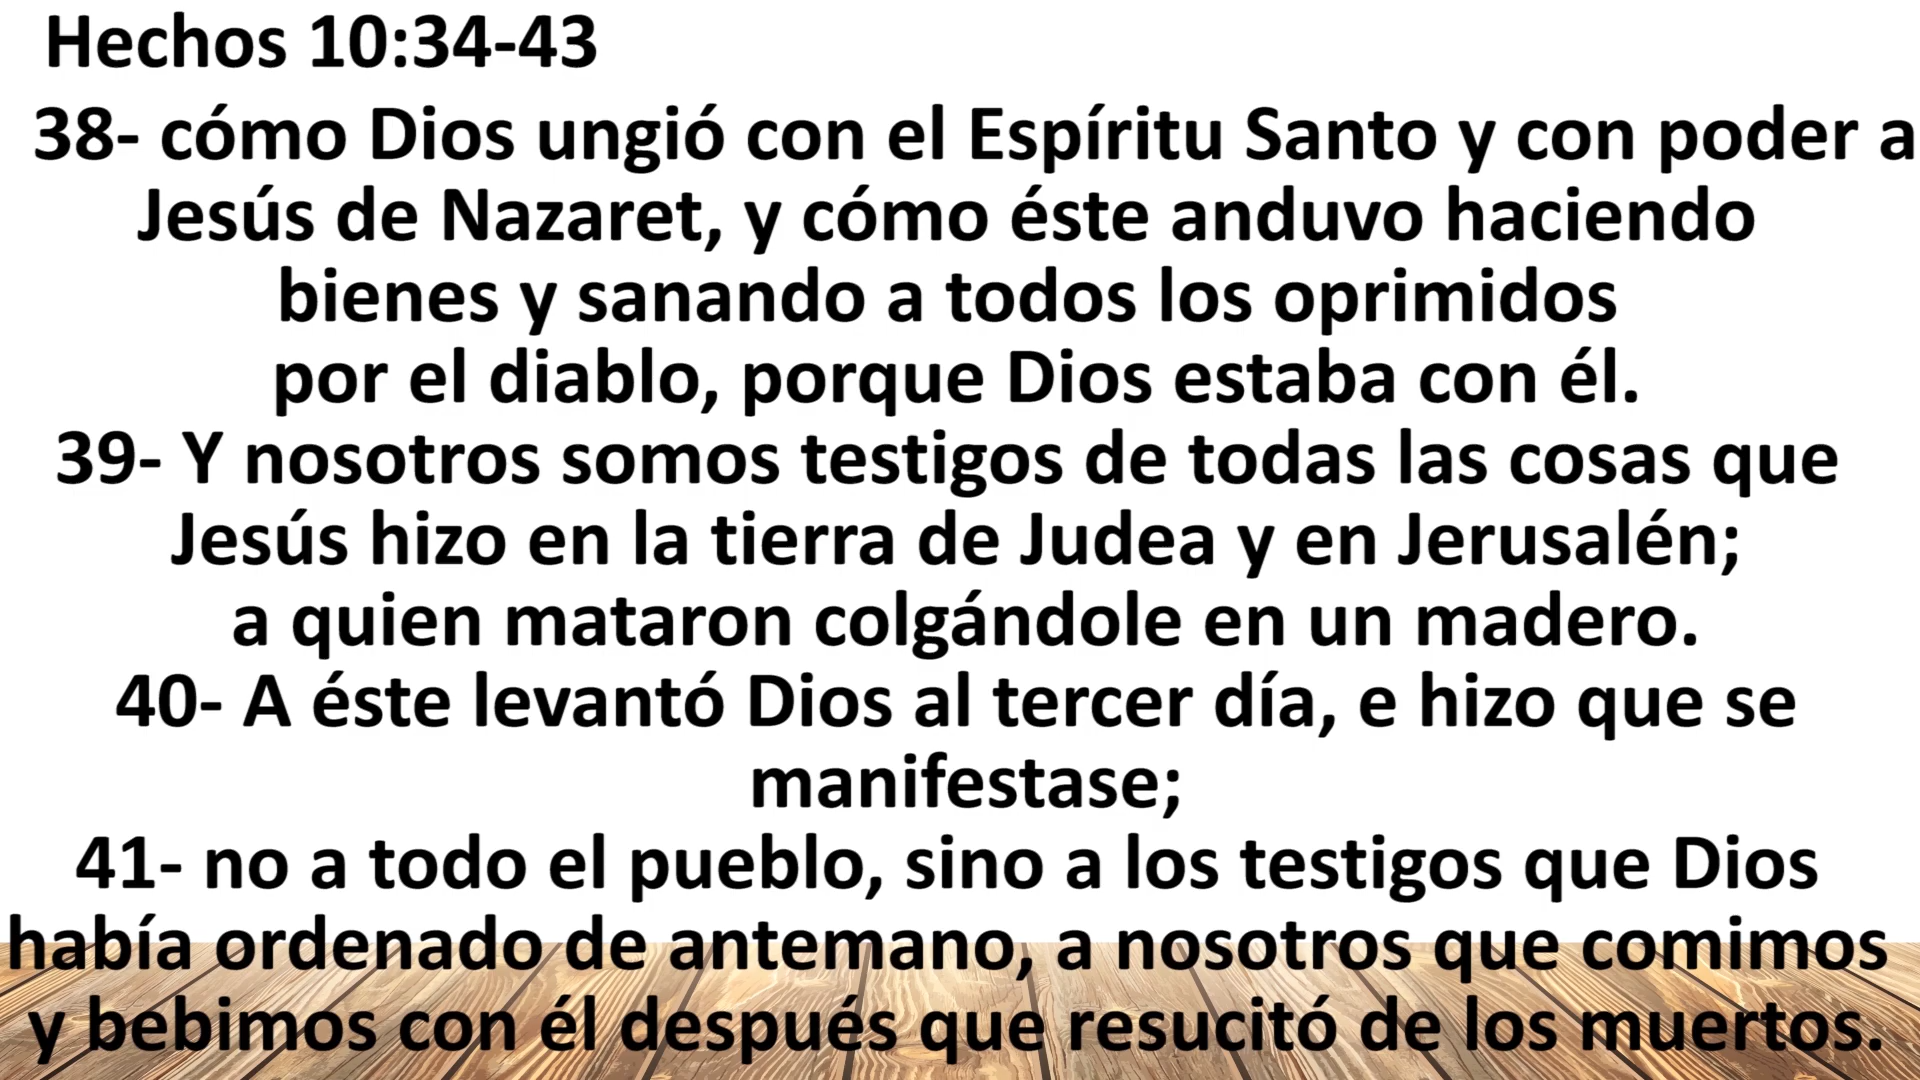 Hechos 10:34-43
38- cómo Dios ungió con el Espíritu Santo y con poder a
Jesús de Nazaret, y cómo éste anduvo haciendo
bienes y sanando a todos los oprimidos
por el diablo, porque Dios estaba con él.
39- Y nosotros somos testigos de todas las cosas que
Jesús hizo en la tierra de Judea y en Jerusalén;
a quien mataron colgándole en un madero.
40- A éste levantó Dios al tercer día, e hizo que se
manifestase;
41- no a todo el pueblo, sino a los testigos que Dios
había ordenado de antemano, a nosotros que comimos
y bebimos con él después que resucitó de los muertos.